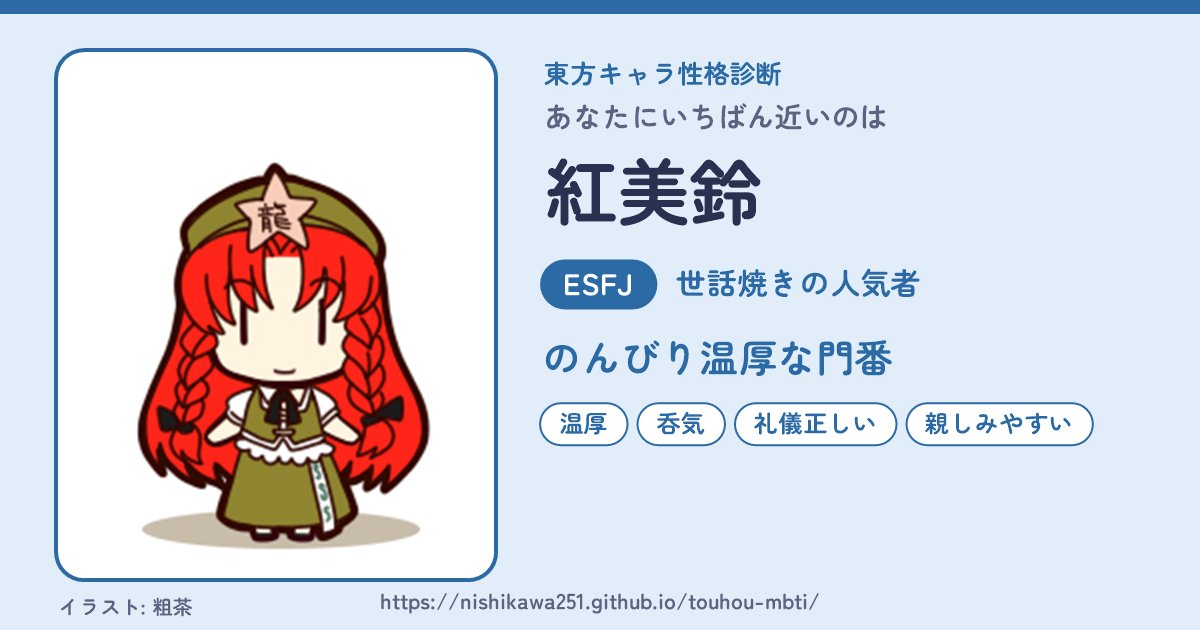 東方キャラ性格診断
あなたにいちばん近いのは
紅美鈴
ESFJ 世話焼きの人気者
のんびり温厚な門番
温厚 呑気 礼儀正しい 親しみやすい
龍
イラスト: 粗茶
https://nishikawa251.github.io/touhou-mbti/